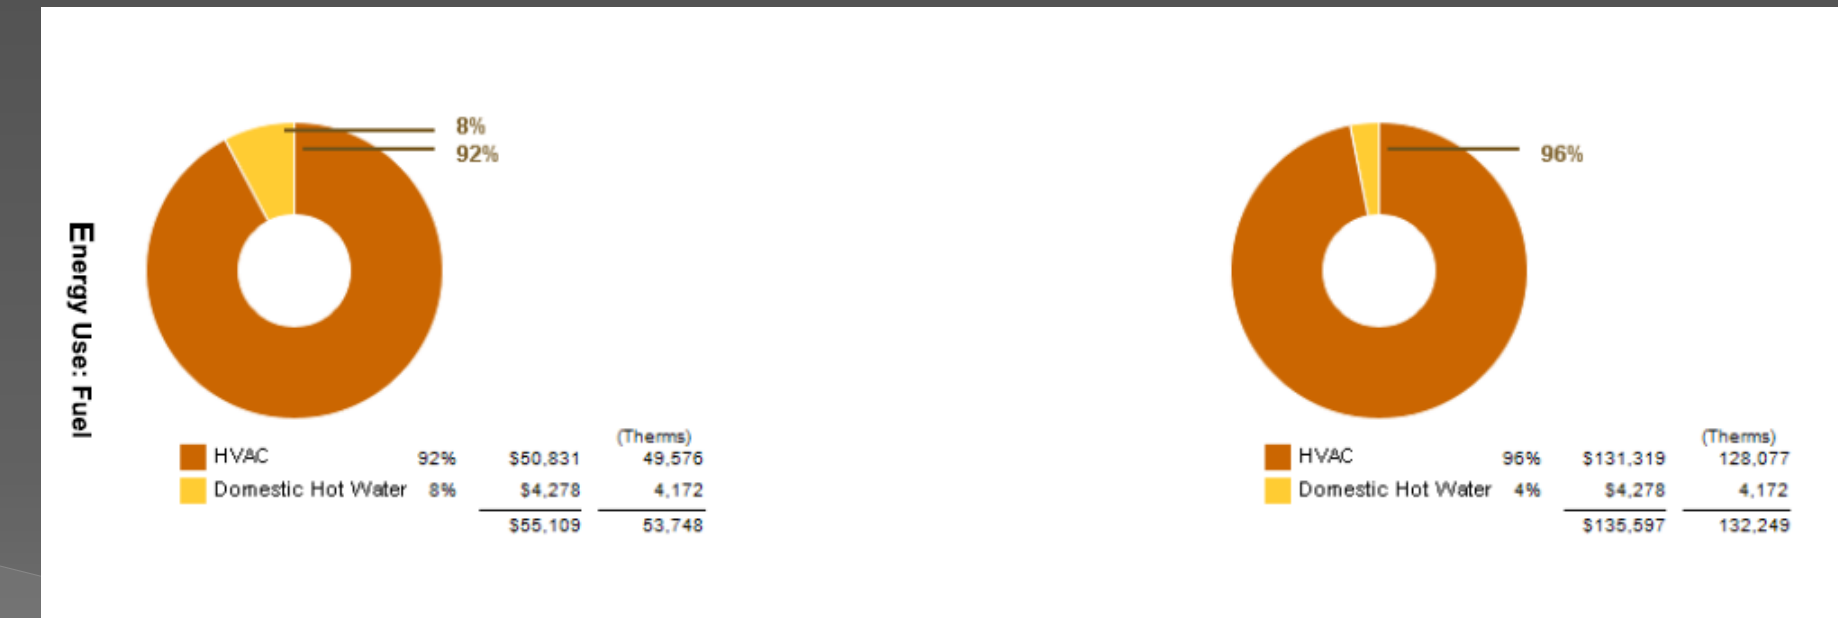 Energy Use: Fuel
8%
92%
(Therms)
HVAC 92% $50,831 49,576
Domestic Hot Water 8% $4,278 4,172
$55,109 53,748
96%
(Therms)
HVAC 96% $131,319 128,077
Domestic Hot Water 4% $4,278 4,172
$135,597 132,249